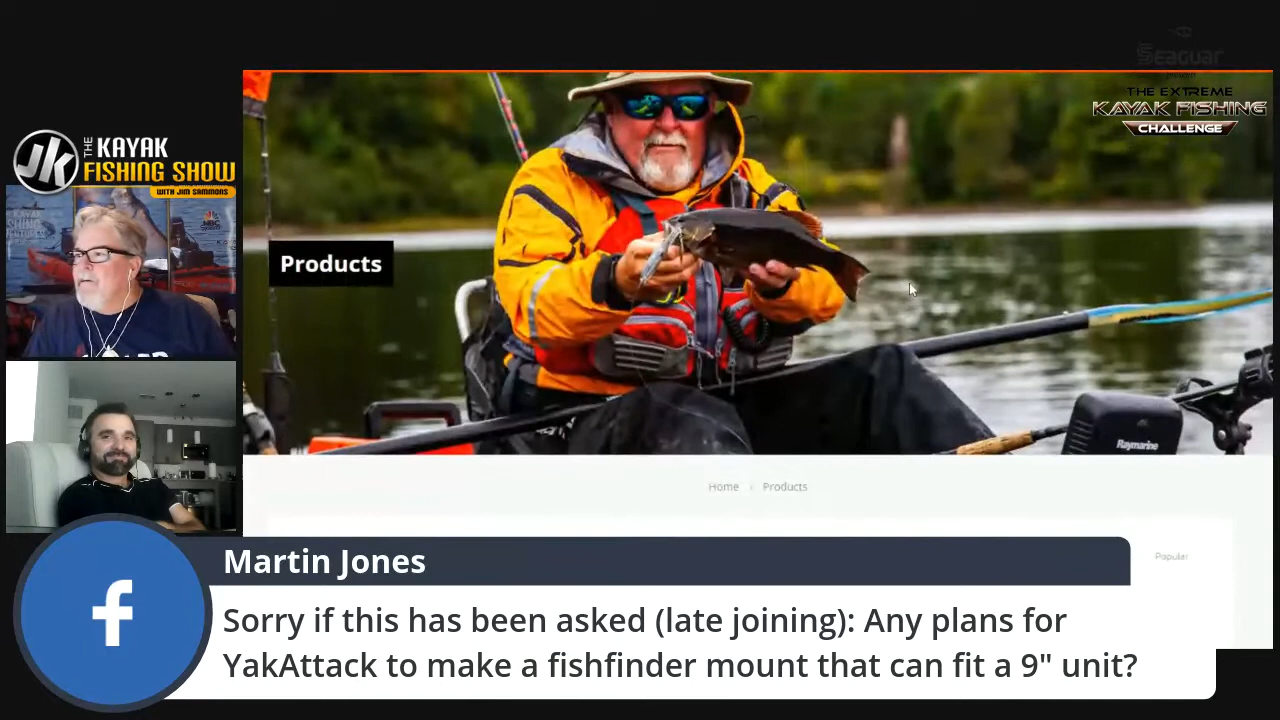 Seaguar
THE EXTREME
KAYAK FISHING
CHALLENGE
JK
THE
KAYAK
FISHING SHOW
WITH JIM SAMMONS
NBC
Products
Raymarine
Home › Products
Popular
Martin Jones
Sorry if this has been asked (late joining): Any plans for
YakAttack to make a fishfinder mount that can fit a 9" unit?